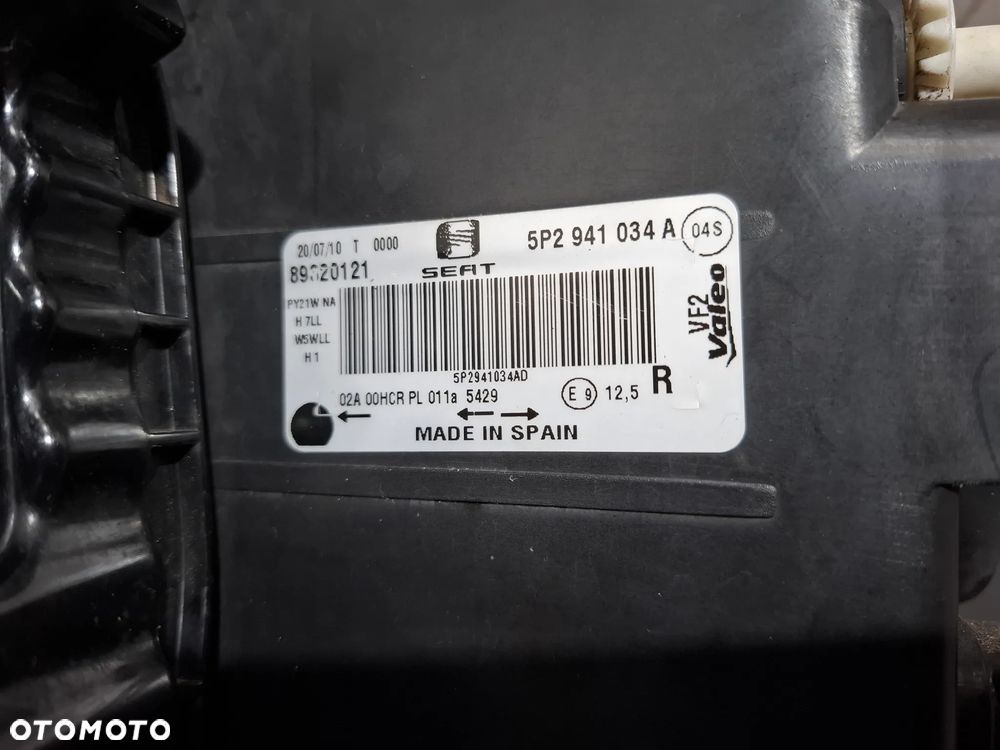 20/07/10 T 0000
SEAT
5P2 941 034 A 04S
PY21W NA
H 7LL
W5WLL
H 1
5P2941034AD
VF2
Valeo
02A 00HCR PL 011a 5429
E 9 12,5 R
MADE IN SPAIN
OTOMOTO